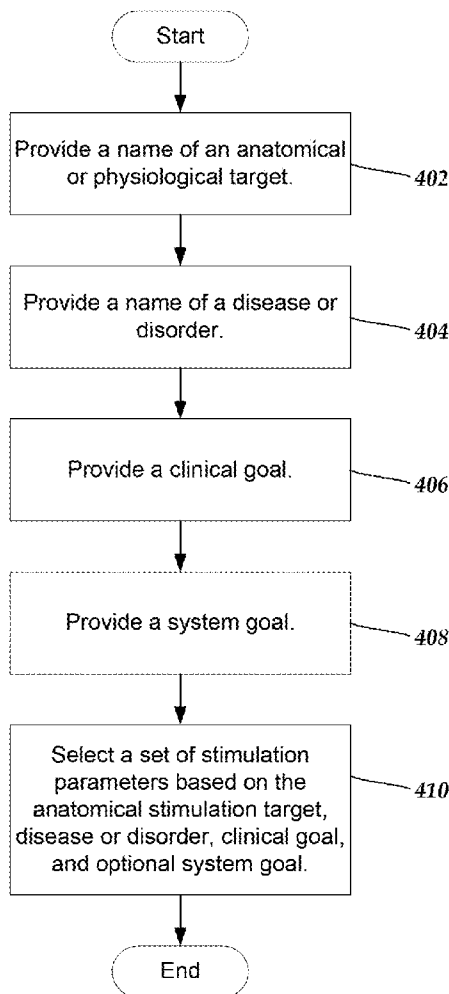 Start
Provide a name of an anatomical
or physiological target.
402
Provide a name of a disease or
disorder.
404
Provide a clinical goal.
406
Provide a system goal.
408
Select a set of stimulation
parameters based on the
anatomical stimulation target,
disease or disorder, clinical goal,
and optional system goal.
410
End